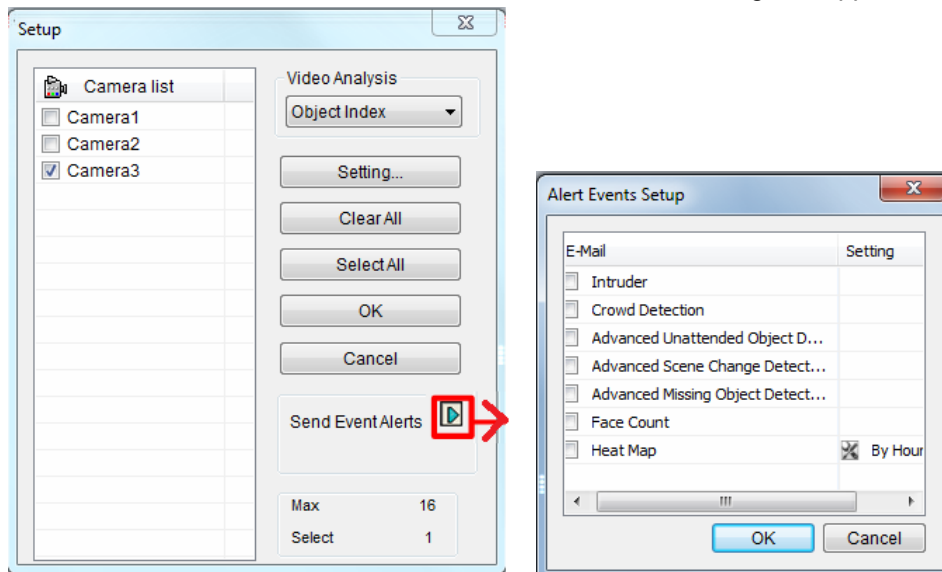 Setup
Camera list
Camera1
Camera2
Camera3
Video Analysis
Object Index
Setting...
Clear All
Select All
OK
Cancel
Send Event Alerts
Max 16
Select 1
Alert Events Setup
E-Mail Setting
Intruder
Crowd Detection
Advanced Unattended Object D...
Advanced Scene Change Detect...
Advanced Missing Object Detect...
Face Count
Heat Map By Hour
OK Cancel